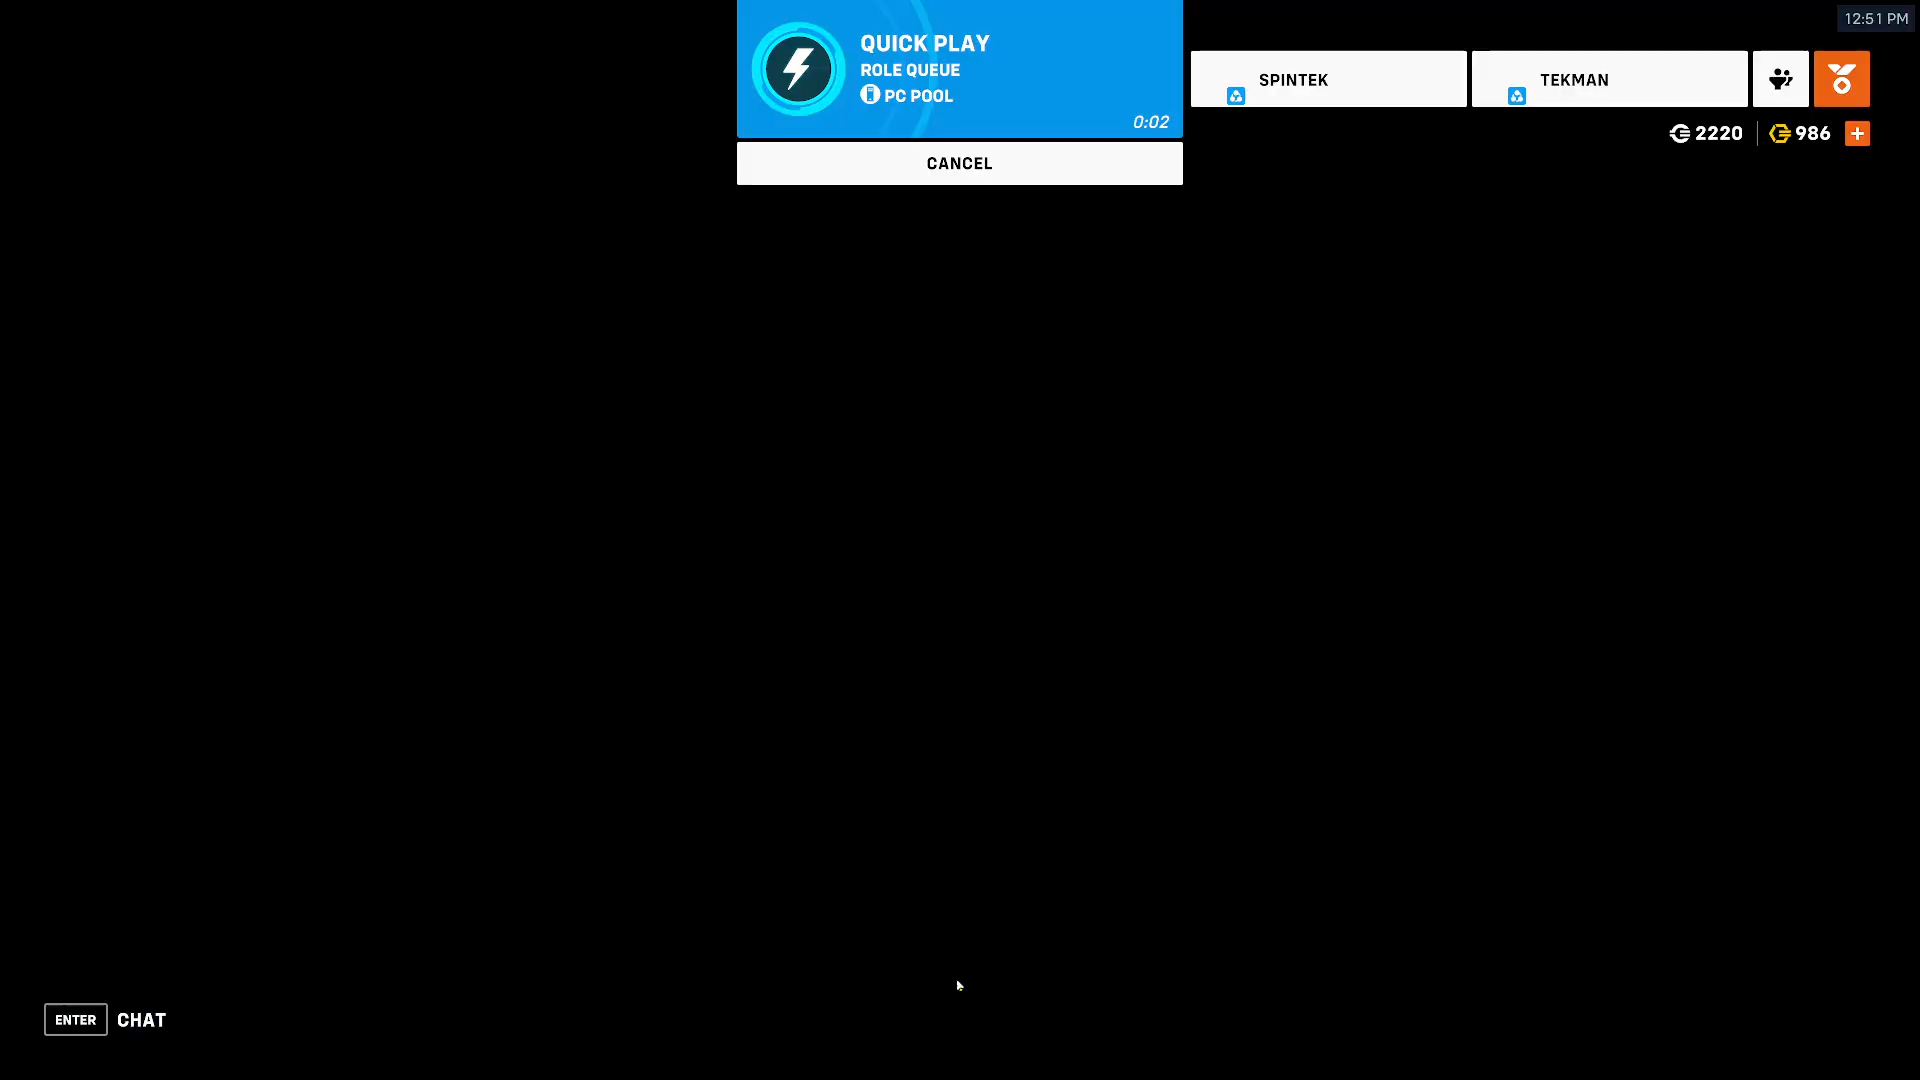 12:51 PM
QUICK PLAY
ROLE QUEUE
PC POOL
0:02
CANCEL
SPINTEK
TEKMAN
2220
986
ENTER
CHAT